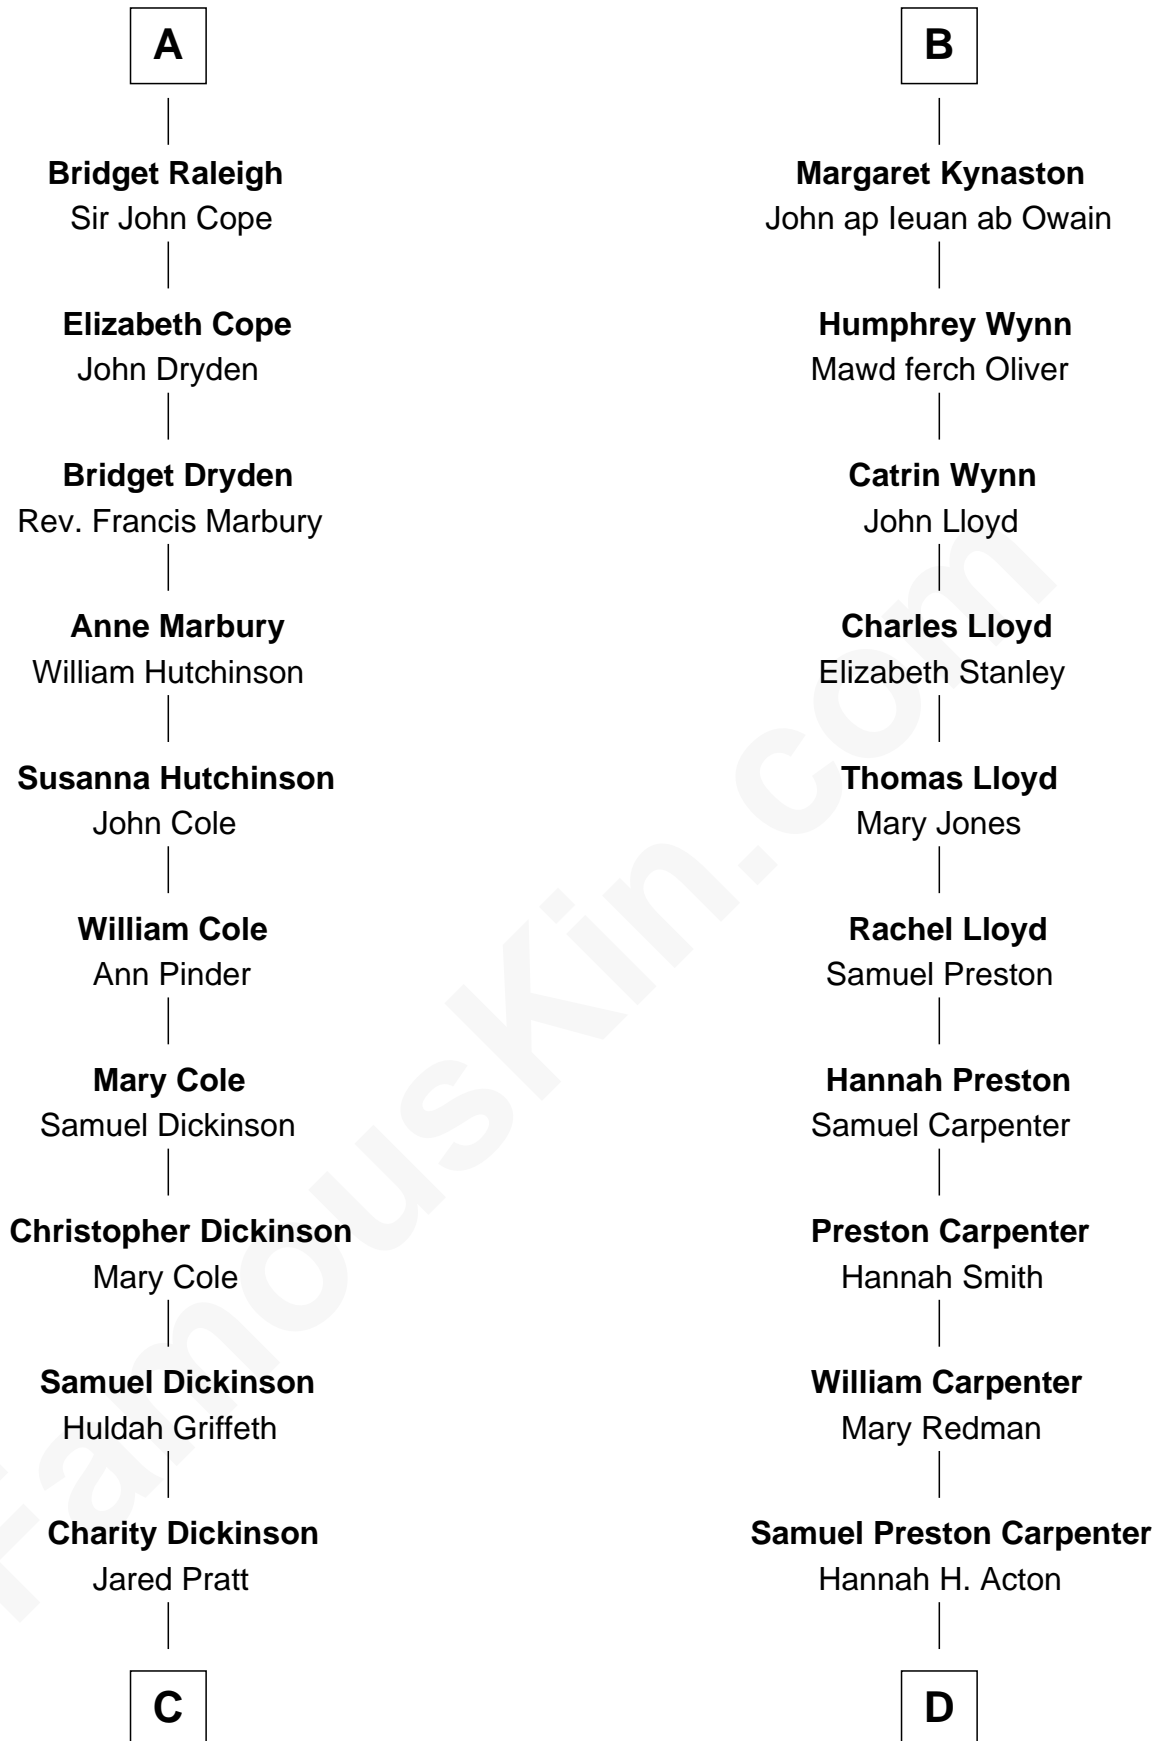 A
Bridget Raleigh
Sir John Cope
Elizabeth Cope
John Dryden
Bridget Dryden
Rev. Francis Marbury
Anne Marbury
William Hutchinson
Susanna Hutchinson
John Cole
William Cole
Ann Pinder
Mary Cole
Samuel Dickinson
Christopher Dickinson
Mary Cole
Samuel Dickinson
Huldah Griffeth
Charity Dickinson
Jared Pratt
C
B
Margaret Kynaston
John ap Ieuan ab Owain
Humphrey Wynn
Mawd ferch Oliver
Catrin Wynn
John Lloyd
Charles Lloyd
Elizabeth Stanley
Thomas Lloyd
Mary Jones
Rachel Lloyd
Samuel Preston
Hannah Preston
Samuel Carpenter
Preston Carpenter
Hannah Smith
William Carpenter
Mary Redman
Samuel Preston Carpenter
Hannah H. Acton
D
FamousKin.com